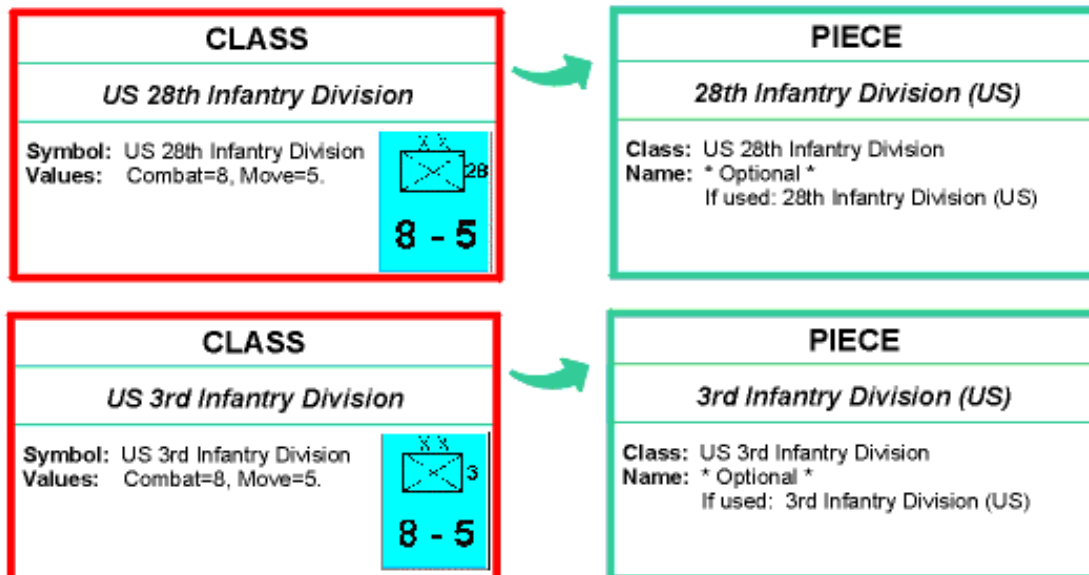 CLASS
US 28th Infantry Division
Symbol: US 28th Infantry Division
Values: Combat=8, Move=5.
X X
28
8 - 5
PIECE
28th Infantry Division (US)
Class: US 28th Infantry Division
Name: * Optional *
If used: 28th Infantry Division (US)
CLASS
US 3rd Infantry Division
Symbol: US 3rd Infantry Division
Values: Combat=8, Move=5.
X X
3
8 - 5
PIECE
3rd Infantry Division (US)
Class: US 3rd Infantry Division
Name: * Optional *
If used: 3rd Infantry Division (US)